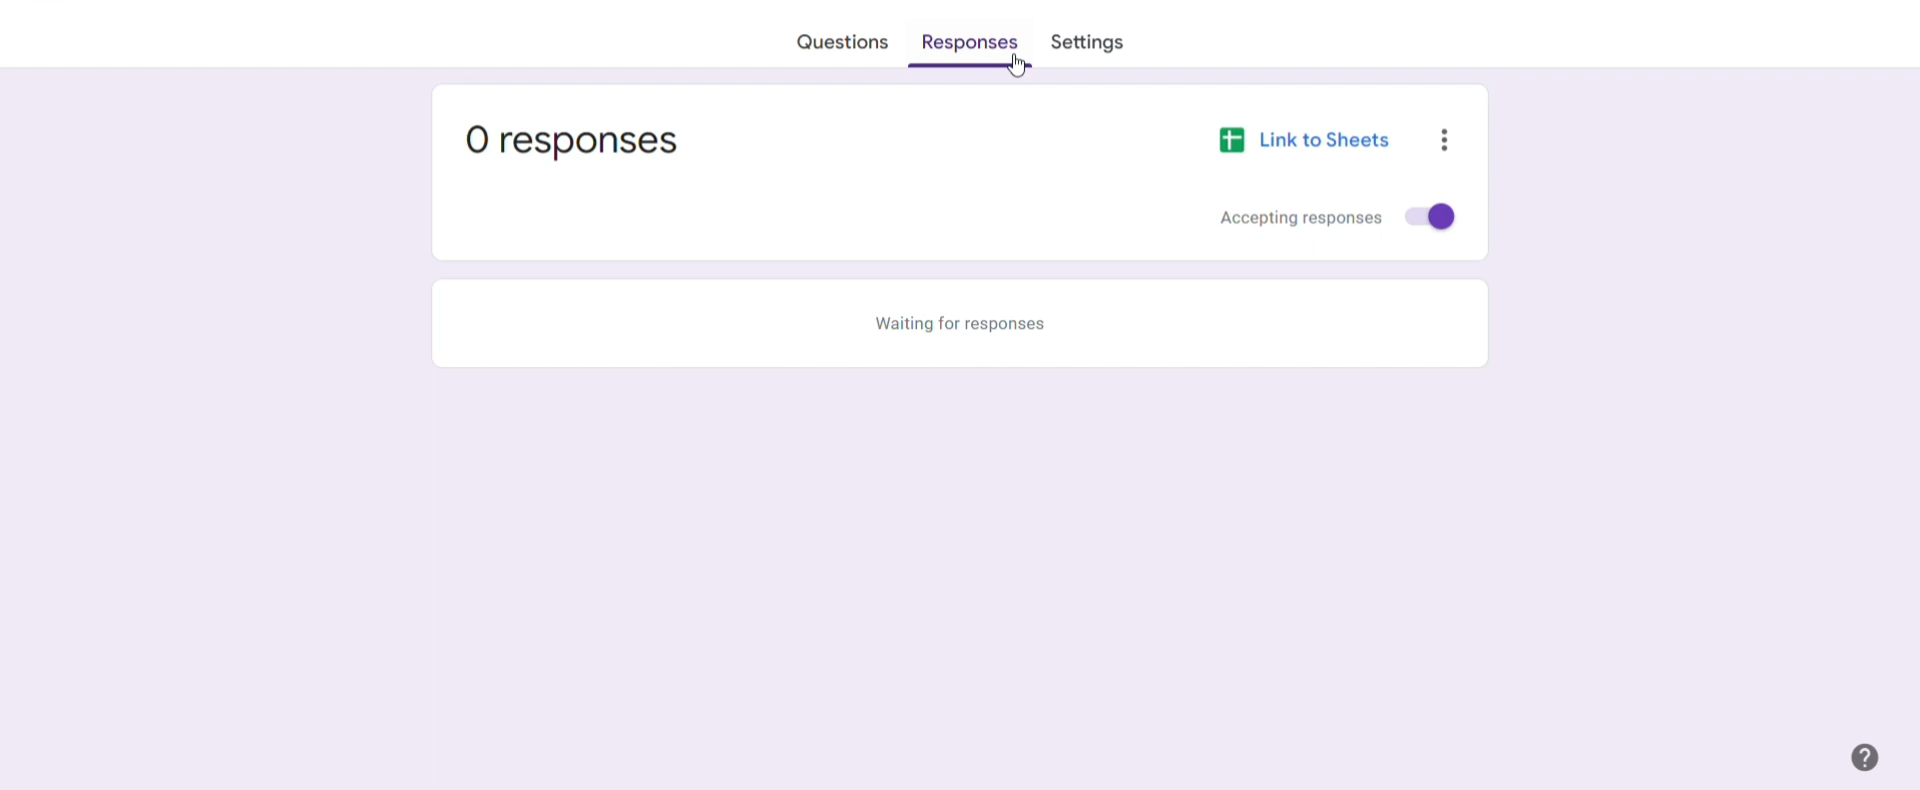 Questions Responses Settings
0 responses
Link to Sheets
Accepting responses
Waiting for responses
?